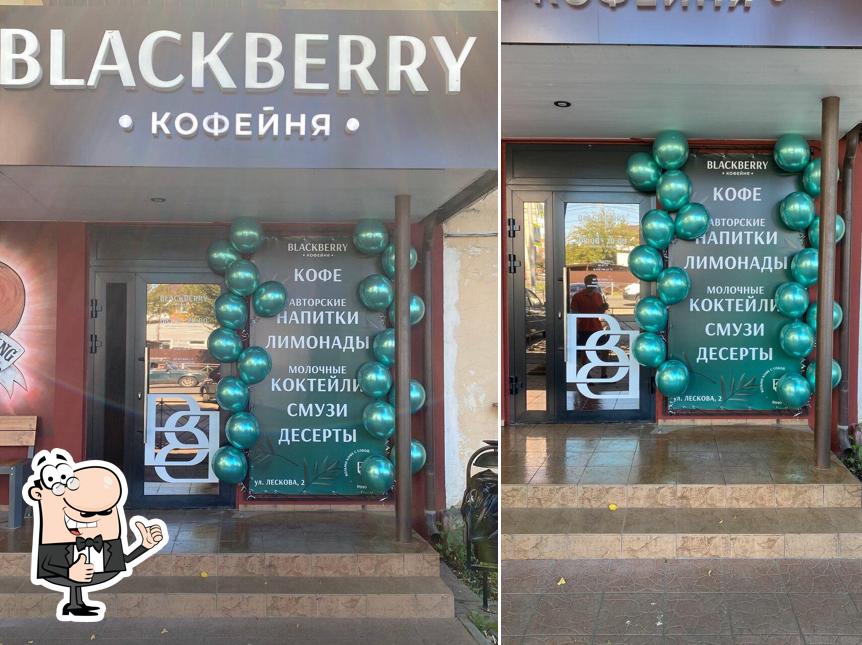 BLACKBERRY
• КОФЕЙНЯ •
BLACKBERRY
• КОФЕЙНЯ •
КОФЕ
АВТОРСКИЕ
НАПИТКИ
ЛИМОНАДЫ
МОЛОЧНЫЕ
КОКТЕЙЛИ
СМУЗИ
ДЕСЕРТЫ
ул. ЛЕСКОВА, 2
BLACKBERRY
КОФЕЙНЯ •
BLACKBERRY
• КОФЕЙНЯ •
КОФЕ
АВТОРСКИЕ
НАПИТКИ
ЛИМОНАДЫ
МОЛОЧНЫЕ
КОКТЕЙЛИ
СМУЗИ
ДЕСЕРТЫ
ул. ЛЕСКОВА, 2